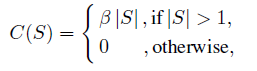 C(S) = { β |S| , if |S| > 1,
0 , otherwise,